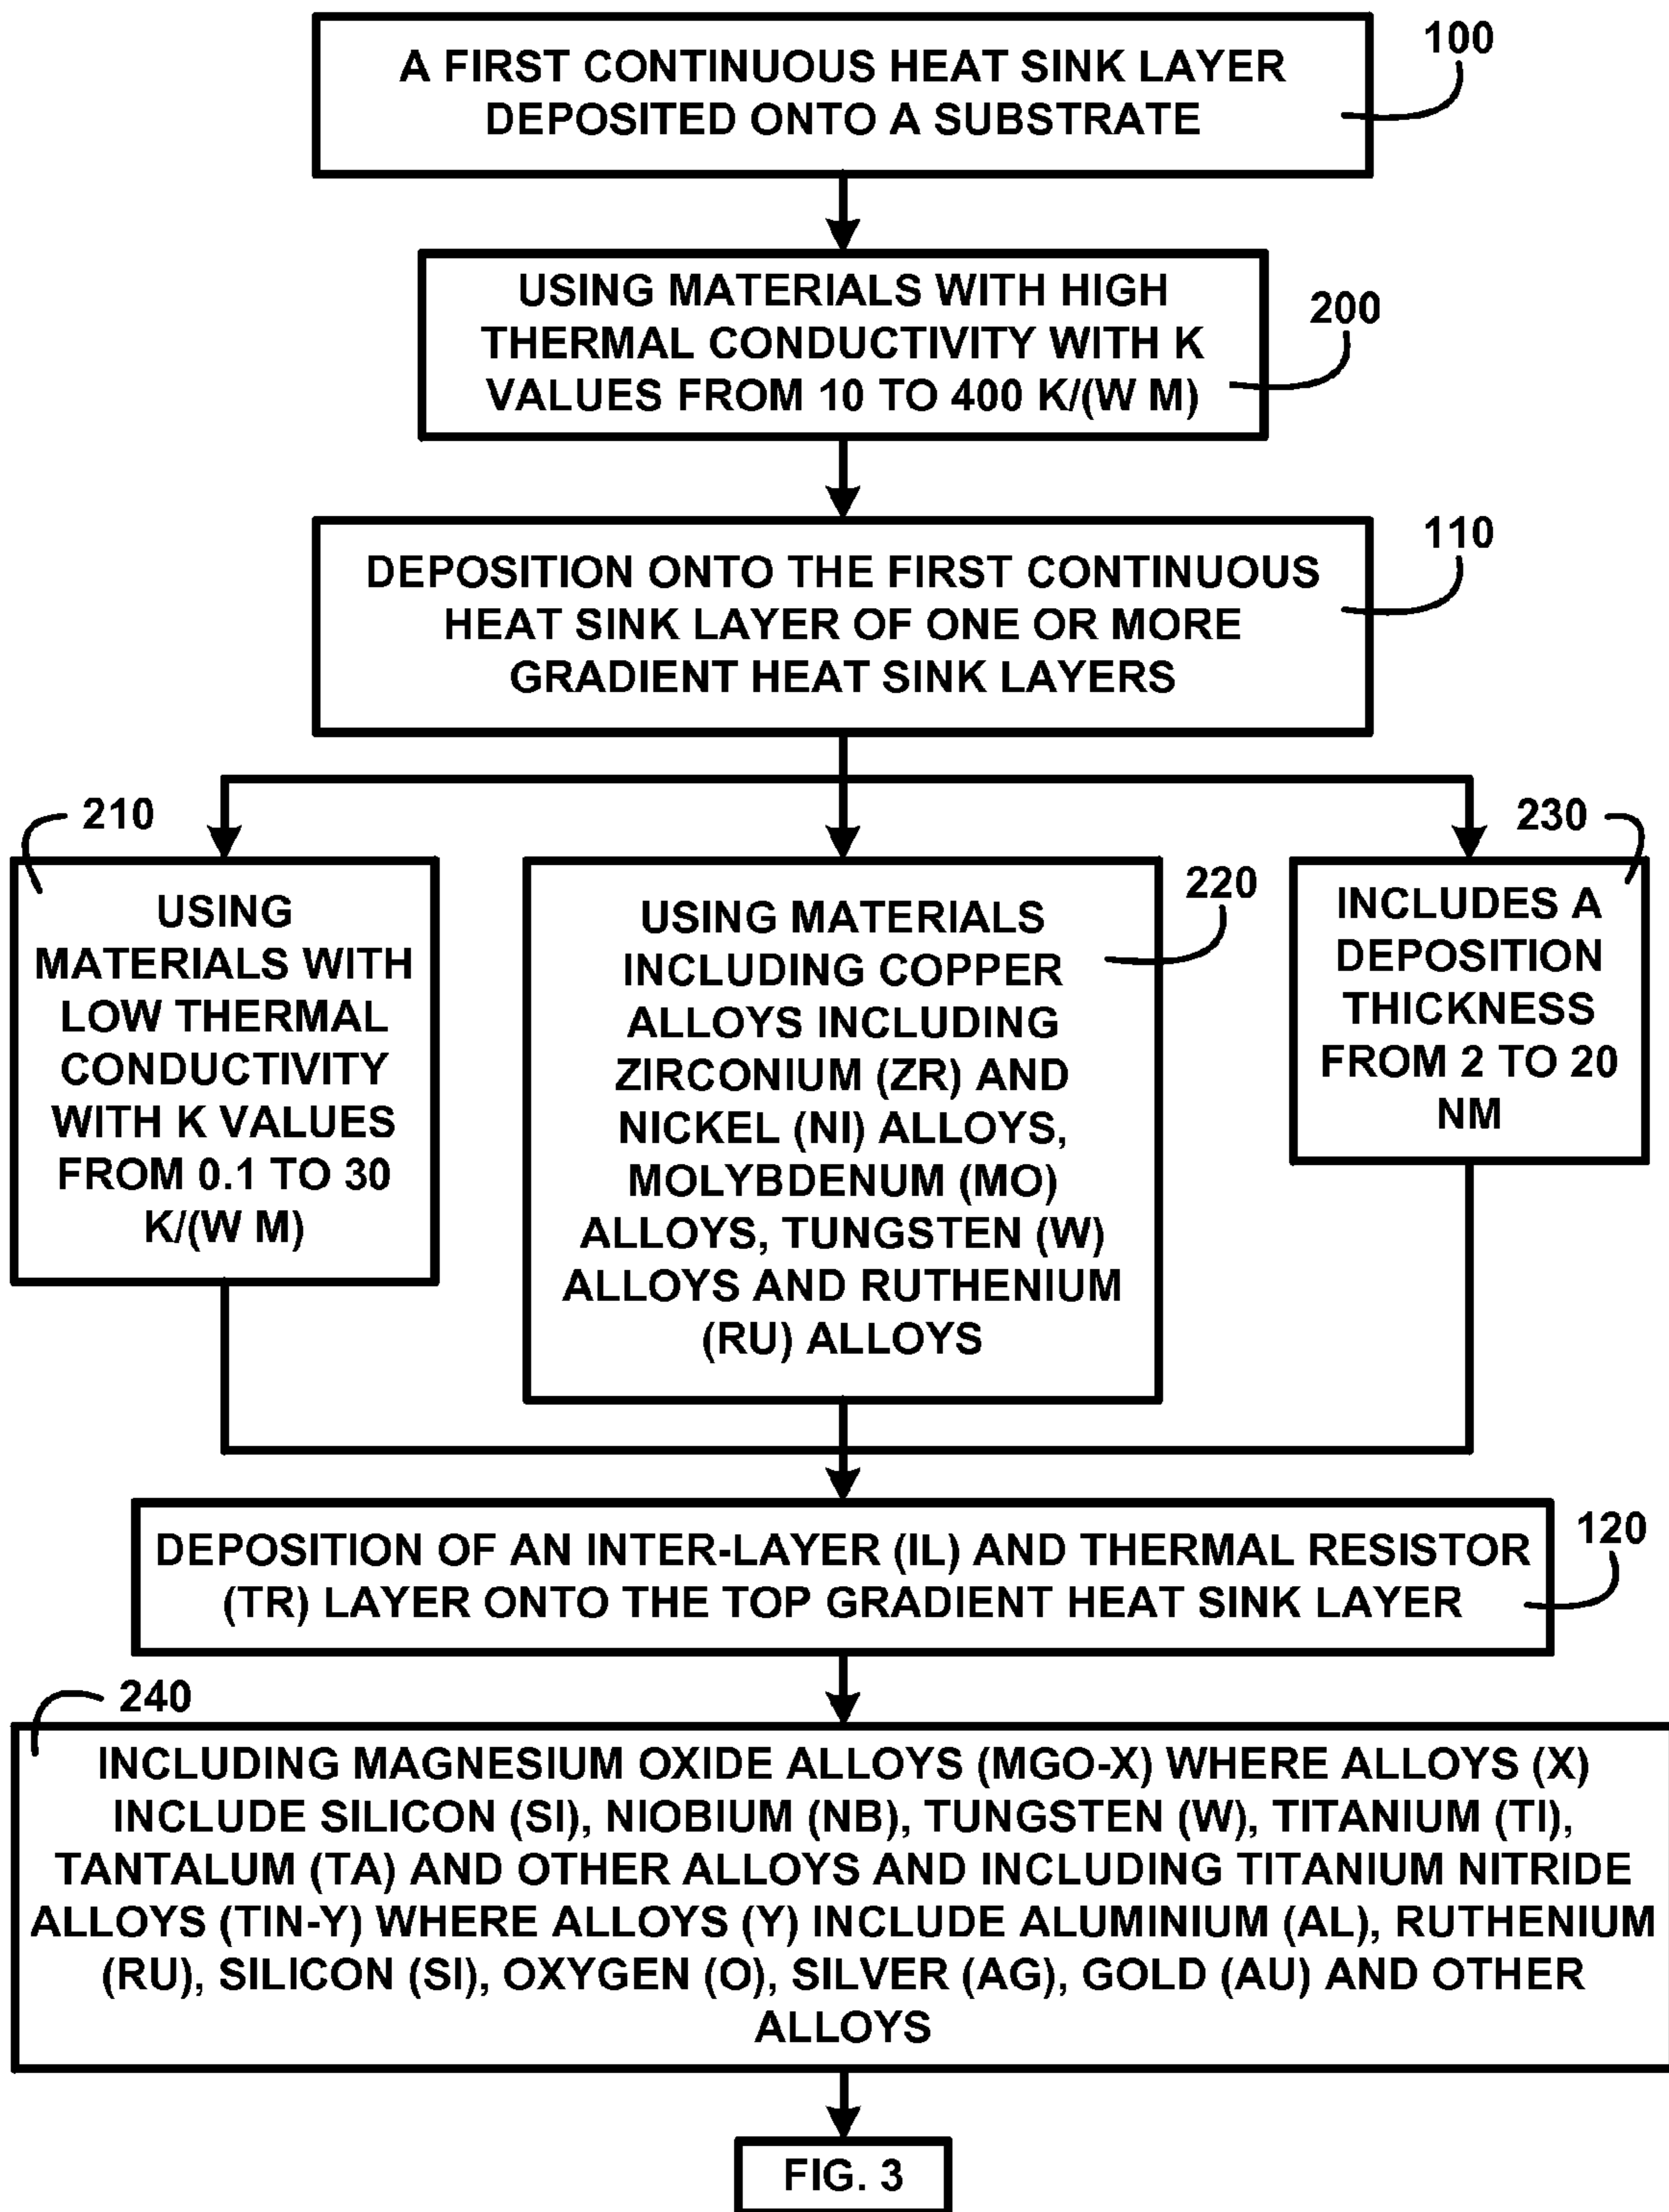 A FIRST CONTINUOUS HEAT SINK LAYER
DEPOSITED ONTO A SUBSTRATE
100
USING MATERIALS WITH HIGH
THERMAL CONDUCTIVITY WITH K
VALUES FROM 10 TO 400 K/(W M)
200
DEPOSITION ONTO THE FIRST CONTINUOUS
HEAT SINK LAYER OF ONE OR MORE
GRADIENT HEAT SINK LAYERS
110
210
USING
MATERIALS WITH
LOW THERMAL
CONDUCTIVITY
WITH K VALUES
FROM 0.1 TO 30
K/(W M)
220
USING MATERIALS
INCLUDING COPPER
ALLOYS INCLUDING
ZIRCONIUM (ZR) AND
NICKEL (NI) ALLOYS,
MOLYBDENUM (MO)
ALLOYS, TUNGSTEN (W)
ALLOYS AND RUTHENIUM
(RU) ALLOYS
230
INCLUDES A
DEPOSITION
THICKNESS
FROM 2 TO 20
NM
DEPOSITION OF AN INTER-LAYER (IL) AND THERMAL RESISTOR
(TR) LAYER ONTO THE TOP GRADIENT HEAT SINK LAYER
120
240
INCLUDING MAGNESIUM OXIDE ALLOYS (MGO-X) WHERE ALLOYS (X)
INCLUDE SILICON (SI), NIOBIUM (NB), TUNGSTEN (W), TITANIUM (TI),
TANTALUM (TA) AND OTHER ALLOYS AND INCLUDING TITANIUM NITRIDE
ALLOYS (TIN-Y) WHERE ALLOYS (Y) INCLUDE ALUMINIUM (AL), RUTHENIUM
(RU), SILICON (SI), OXYGEN (O), SILVER (AG), GOLD (AU) AND OTHER
ALLOYS
FIG. 3